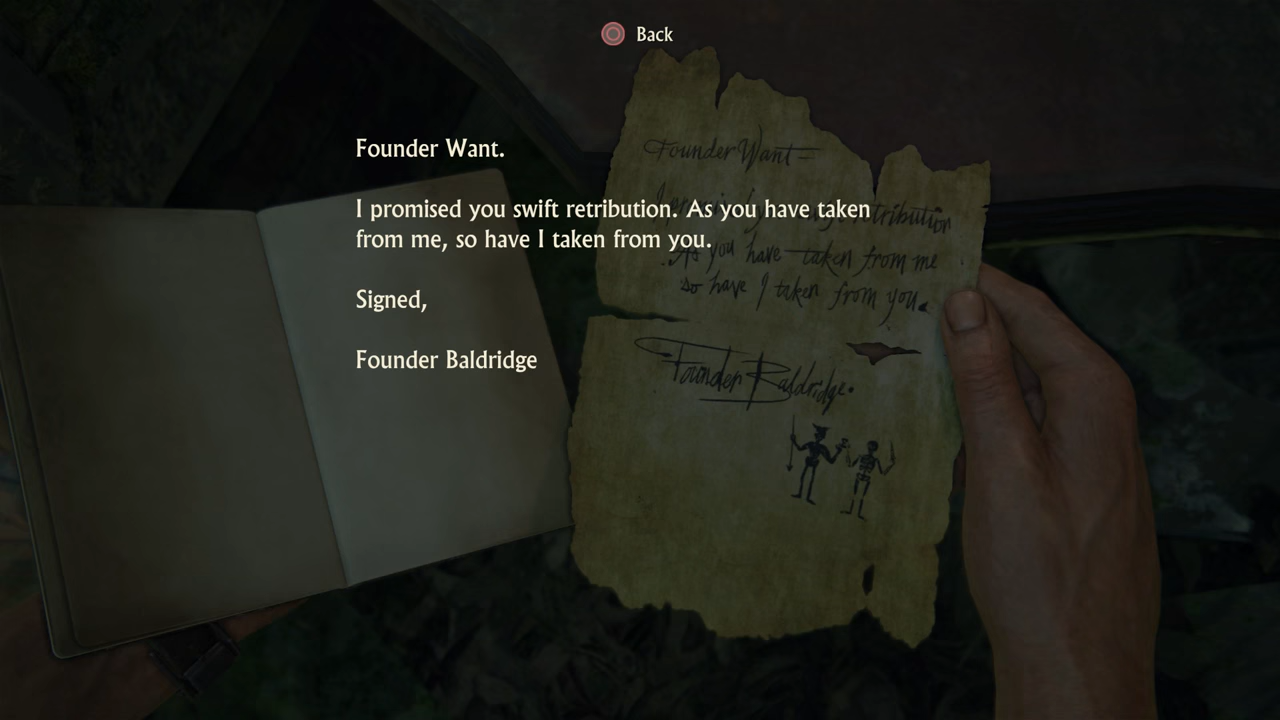 Back
Founder Want.
I promised you swift retribution. As you have taken
from me, so have I taken from you.
Signed,
Founder Baldridge
Founder Want—
retribution
As you have taken from me
so have I taken from you.
Founder Baldridge.